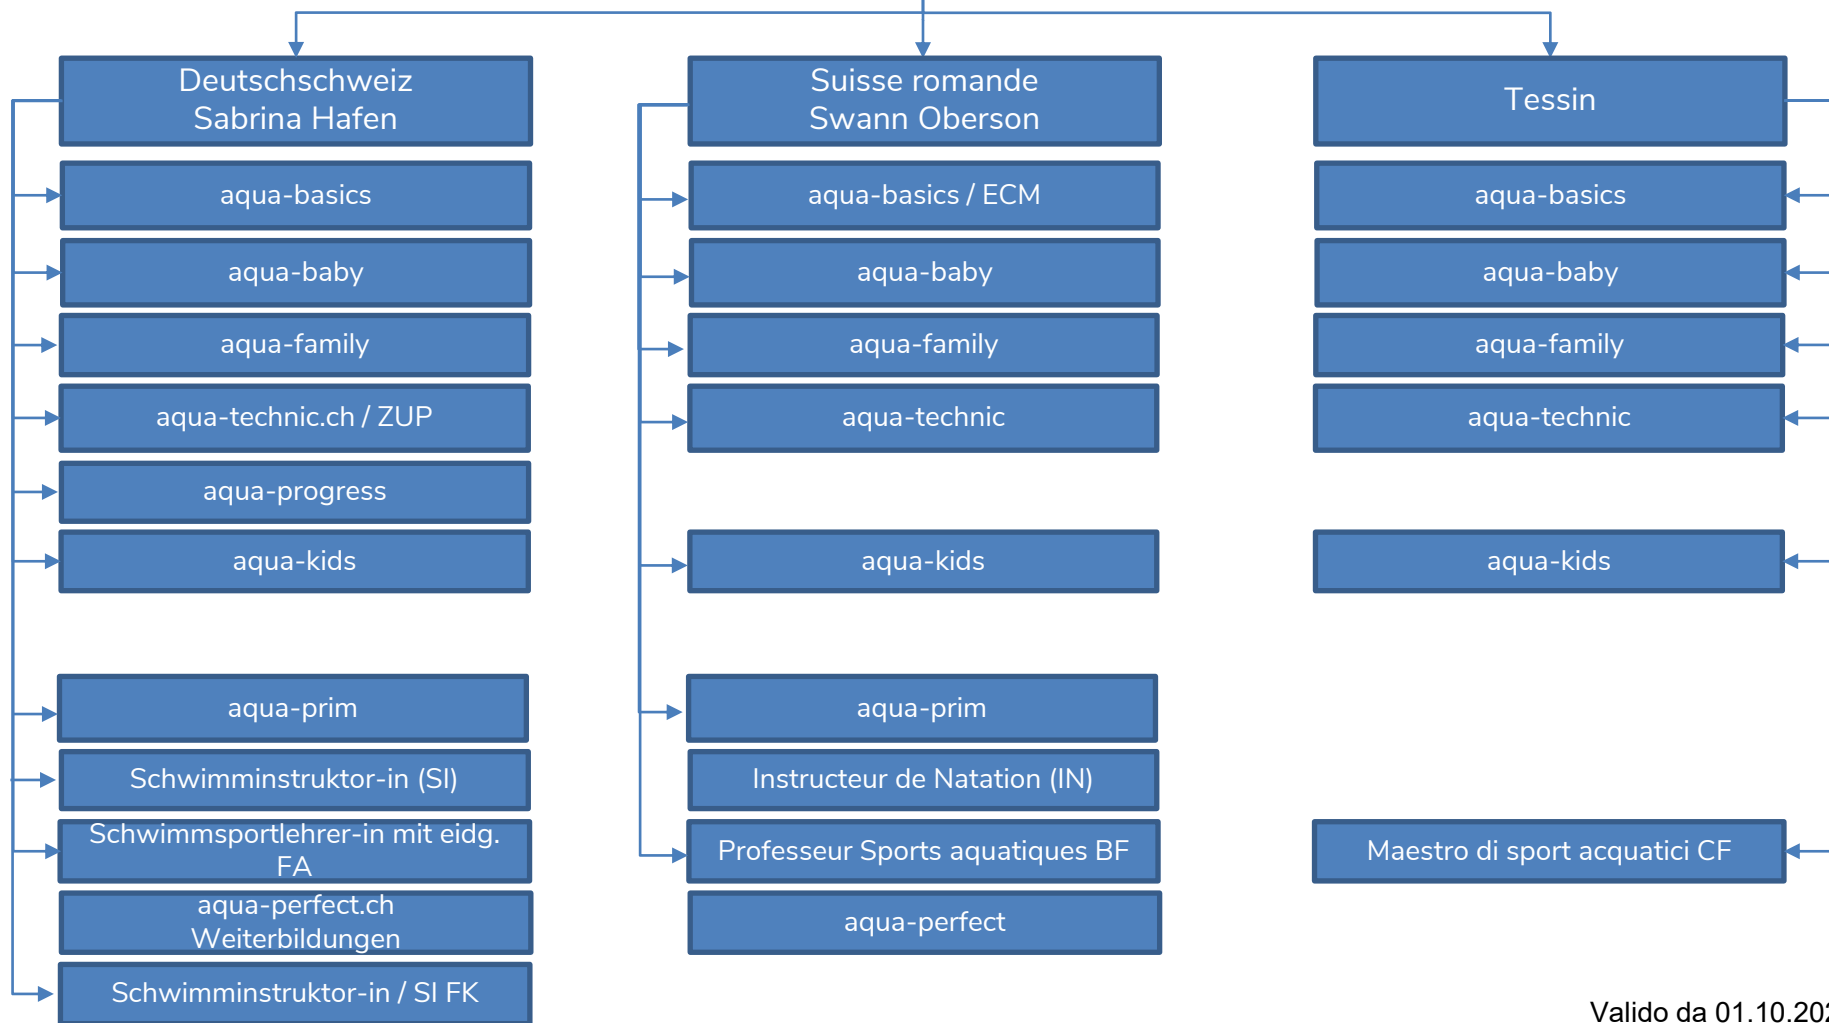 Deutschschweiz
Sabrina Hafen
aqua-basics
aqua-baby
aqua-family
aqua-technic.ch / ZUP
aqua-progress
aqua-kids
aqua-prim
Schwimminstruktor-in (SI)
Schwimmsportlehrer-in mit eidg.
FA
aqua-perfect.ch
Weiterbildungen
Schwimminstruktor-in / SI FK
Suisse romande
Swann Oberson
aqua-basics / ECM
aqua-baby
aqua-family
aqua-technic
aqua-kids
aqua-prim
Instructeur de Natation (IN)
Professeur Sports aquatiques BF
aqua-perfect
Tessin
aqua-basics
aqua-baby
aqua-family
aqua-technic
aqua-kids
Maestro di sport acquatici CF
Valido da